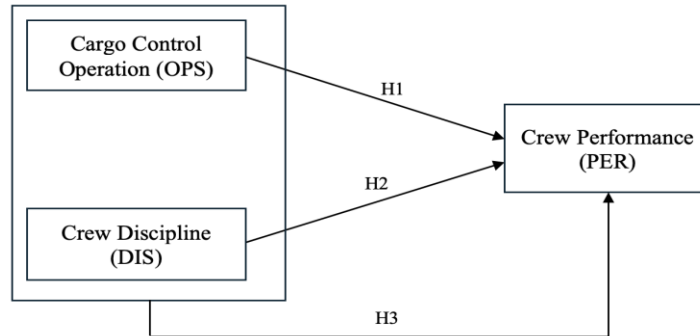 Cargo Control
Operation (OPS)
H1
Crew Performance
(PER)
H2
Crew Discipline
(DIS)
H3